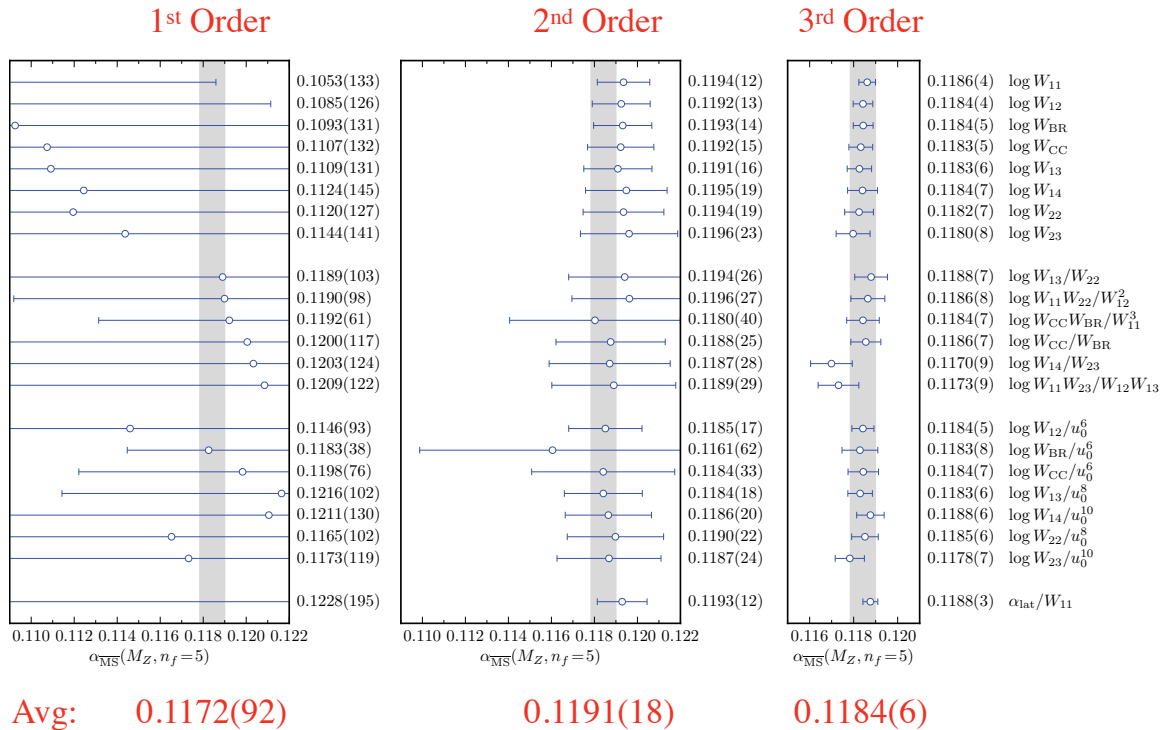 1st Order 2nd Order 3rd Order
0.1053(133) 0.1194(12) 0.1186(4) log W11
0.1085(126) 0.1192(13) 0.1184(4) log W12
0.1093(131) 0.1193(14) 0.1184(5) log WBR
0.1107(132) 0.1192(15) 0.1183(5) log WCC
0.1109(131) 0.1191(16) 0.1183(6) log W13
0.1124(145) 0.1195(19) 0.1184(7) log W14
0.1120(127) 0.1194(19) 0.1182(7) log W22
0.1144(141) 0.1196(23) 0.1180(8) log W23
0.1189(103) 0.1194(26) 0.1188(7) log W13/W22
0.1190(98) 0.1196(27) 0.1186(8) log W11W22/W12^2
0.1192(61) 0.1180(40) 0.1184(7) log WCCWBR/W11^3
0.1200(117) 0.1188(25) 0.1186(7) log WCC/WBR
0.1203(124) 0.1187(28) 0.1170(9) log W14/W23
0.1209(122) 0.1189(29) 0.1173(9) log W11W23/W12W13
0.1146(93) 0.1185(17) 0.1184(5) log W12/u0^6
0.1183(38) 0.1161(62) 0.1183(8) log WBR/u0^6
0.1198(76) 0.1184(33) 0.1184(7) log WCC/u0^6
0.1216(102) 0.1184(18) 0.1183(6) log W13/u0^8
0.1211(130) 0.1186(20) 0.1188(6) log W14/u0^10
0.1165(102) 0.1190(22) 0.1185(6) log W22/u0^8
0.1173(119) 0.1187(24) 0.1178(7) log W23/u0^10
0.1228(195) 0.1193(12) 0.1188(3) αlat/W11
0.110 0.112 0.114 0.116 0.118 0.120 0.122 0.110 0.112 0.114 0.116 0.118 0.120 0.122 0.116 0.118 0.120
αMS̅(MZ, nf=5) αMS̅(MZ, nf=5) αMS̅(MZ, nf=5)
Avg: 0.1172(92) 0.1191(18) 0.1184(6)